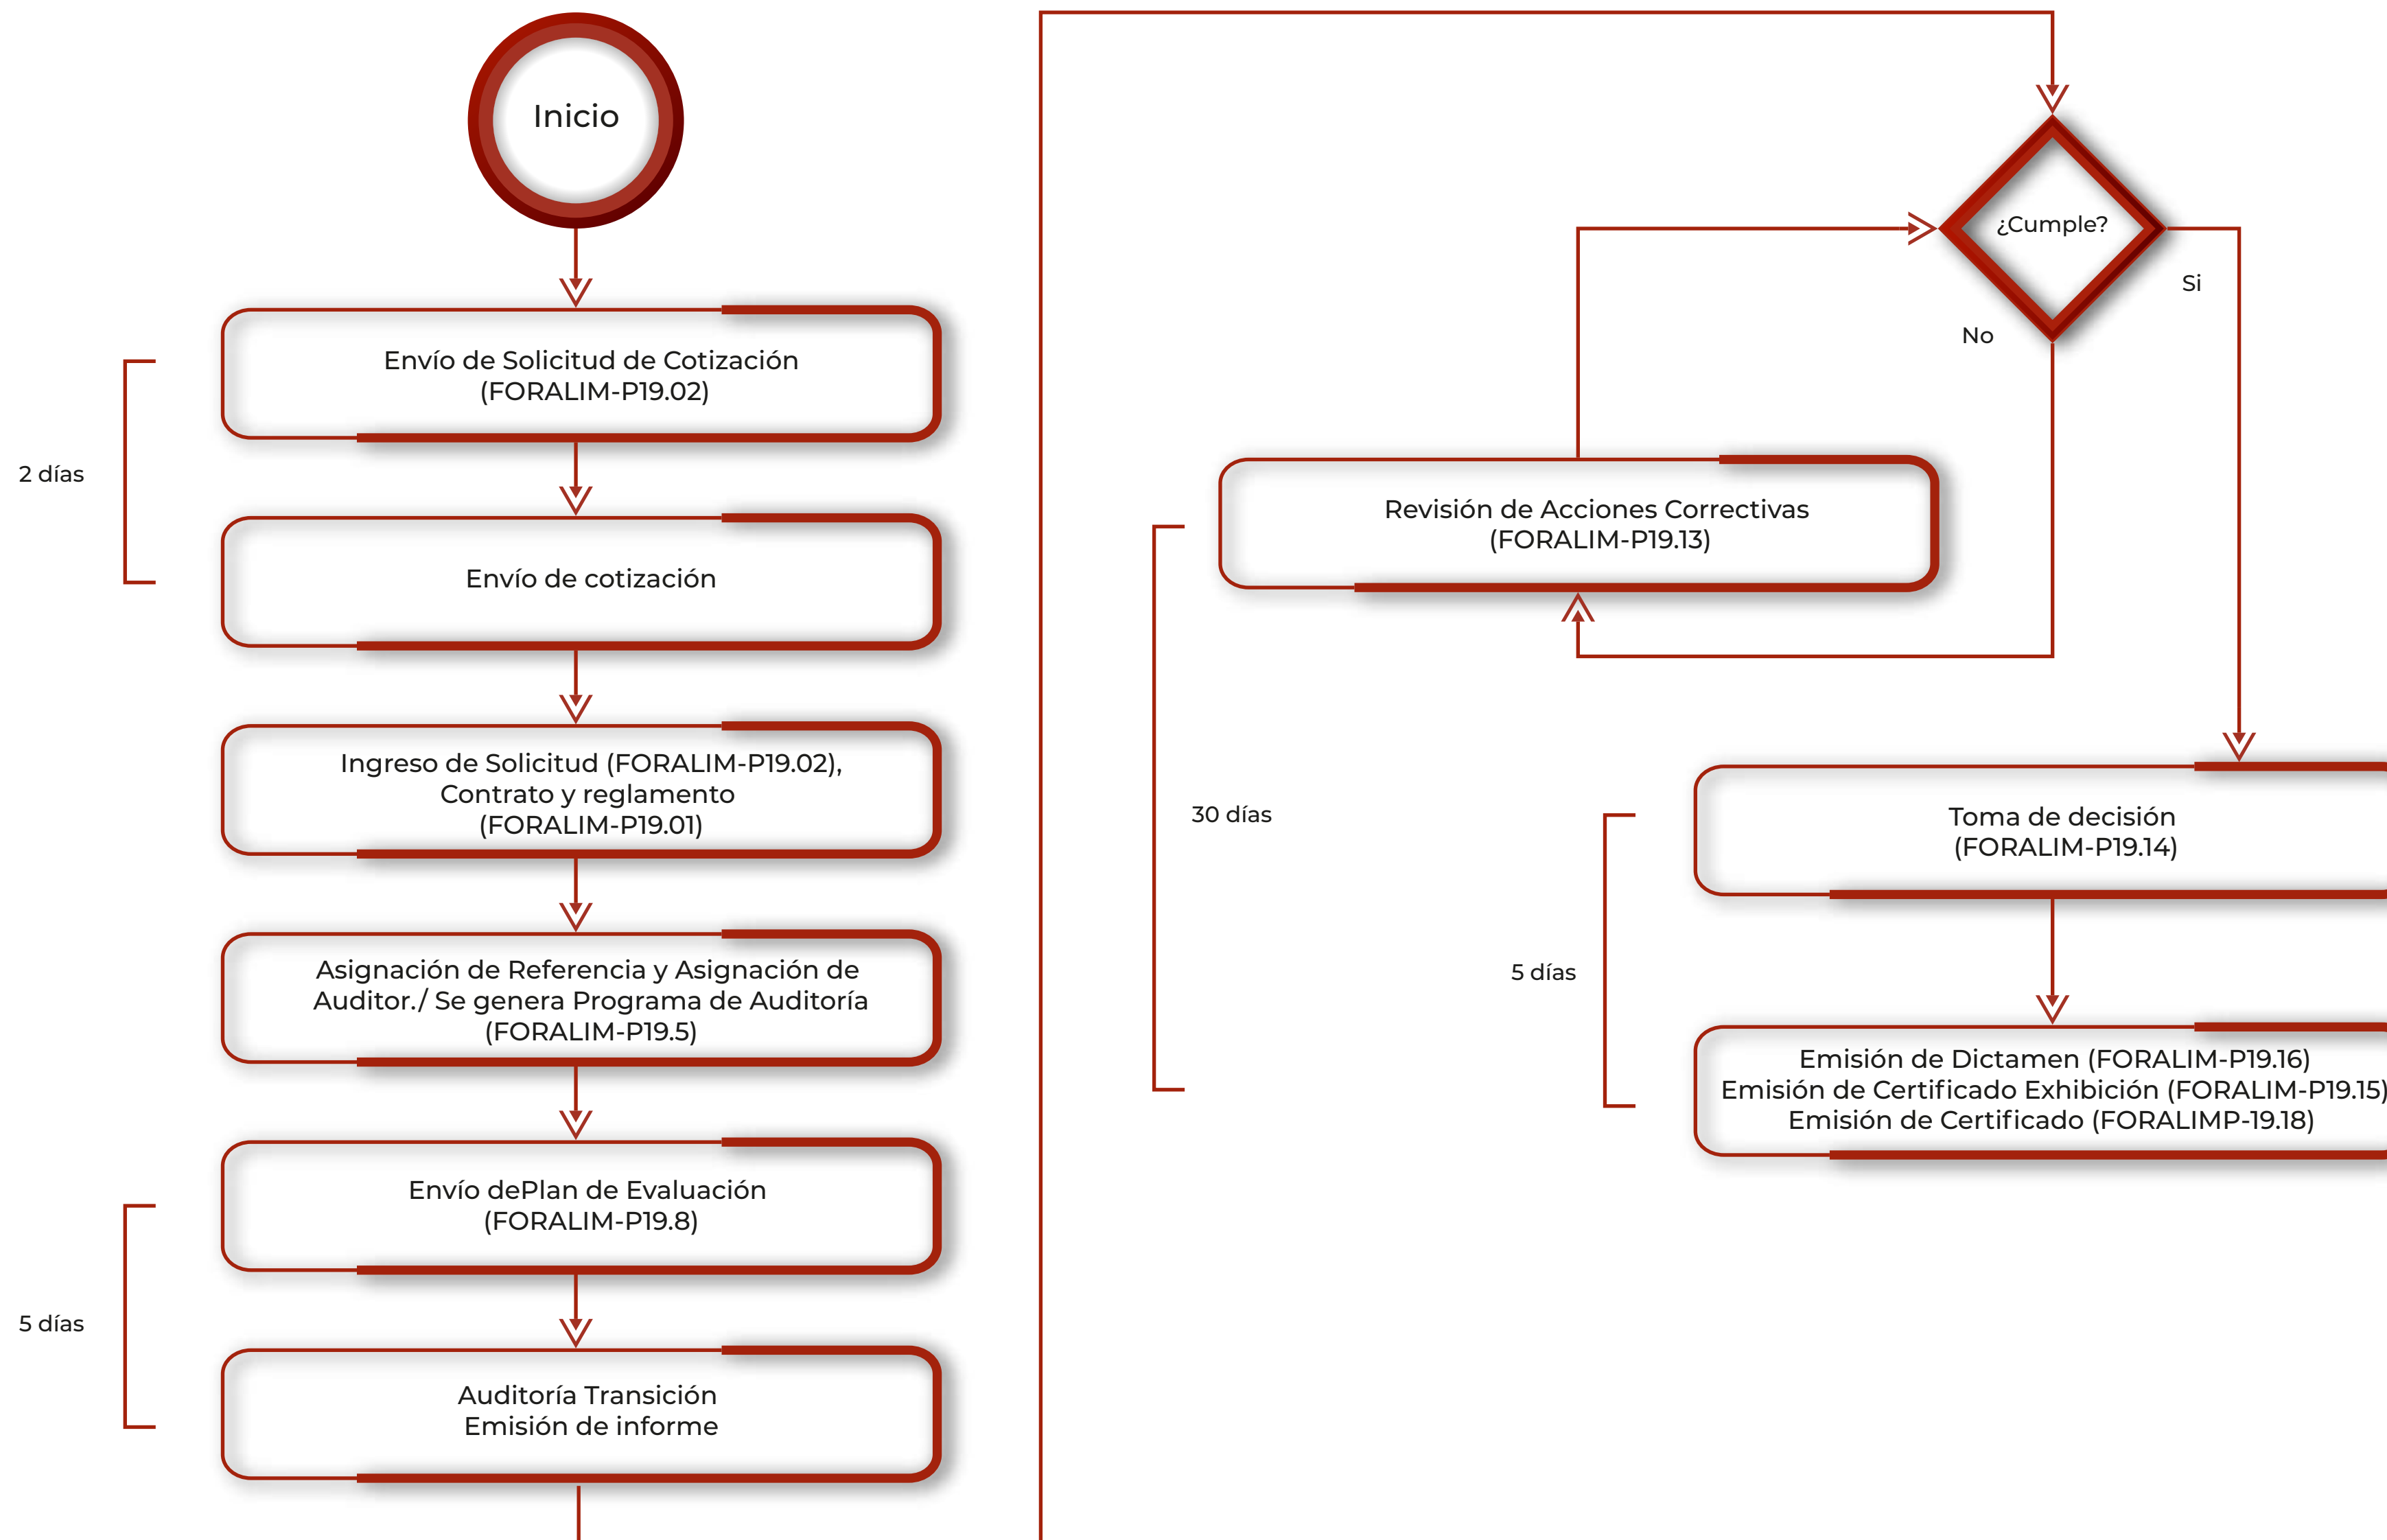 Inicio
Envío de Solicitud de Cotización
(FORALIM-P19.02)
2 días
Envío de cotización
Ingreso de Solicitud (FORALIM-P19.02),
Contrato y reglamento
(FORALIM-P19.01)
Asignación de Referencia y Asignación de
Auditor./ Se genera Programa de Auditoría
(FORALIM-P19.5)
Envío dePlan de Evaluación
(FORALIM-P19.8)
5 días
Auditoría Transición
Emisión de informe
¿Cumple?
Si
No
Revisión de Acciones Correctivas
(FORALIM-P19.13)
30 días
Toma de decisión
(FORALIM-P19.14)
5 días
Emisión de Dictamen (FORALIM-P19.16)
Emisión de Certificado Exhibición (FORALIM-P19.15)
Emisión de Certificado (FORALIMP-19.18)